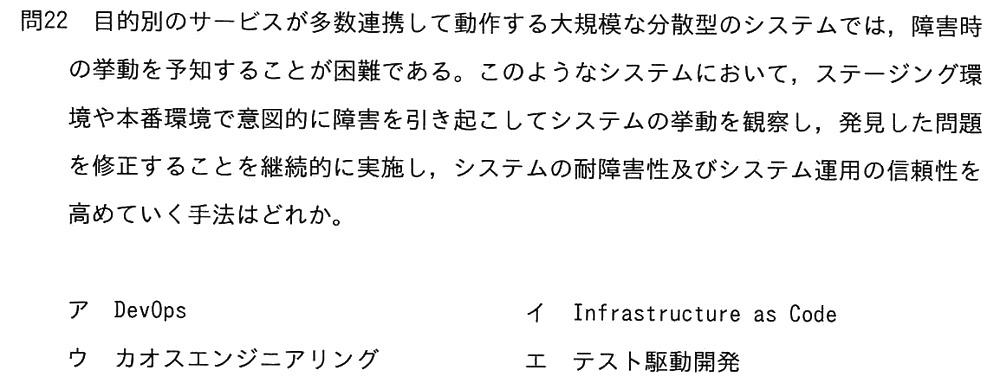 問22　目的別のサービスが多数連携して動作する大規模な分散型のシステムでは，障害時
の挙動を予知することが困難である。このようなシステムにおいて，ステージング環
境や本番環境で意図的に障害を引き起こしてシステムの挙動を観察し，発見した問題
を修正することを継続的に実施し，システムの耐障害性及びシステム運用の信頼性を
高めていく手法はどれか。
ア　DevOps　イ　Infrastructure as Code
ウ　カオスエンジニアリング　エ　テスト駆動開発